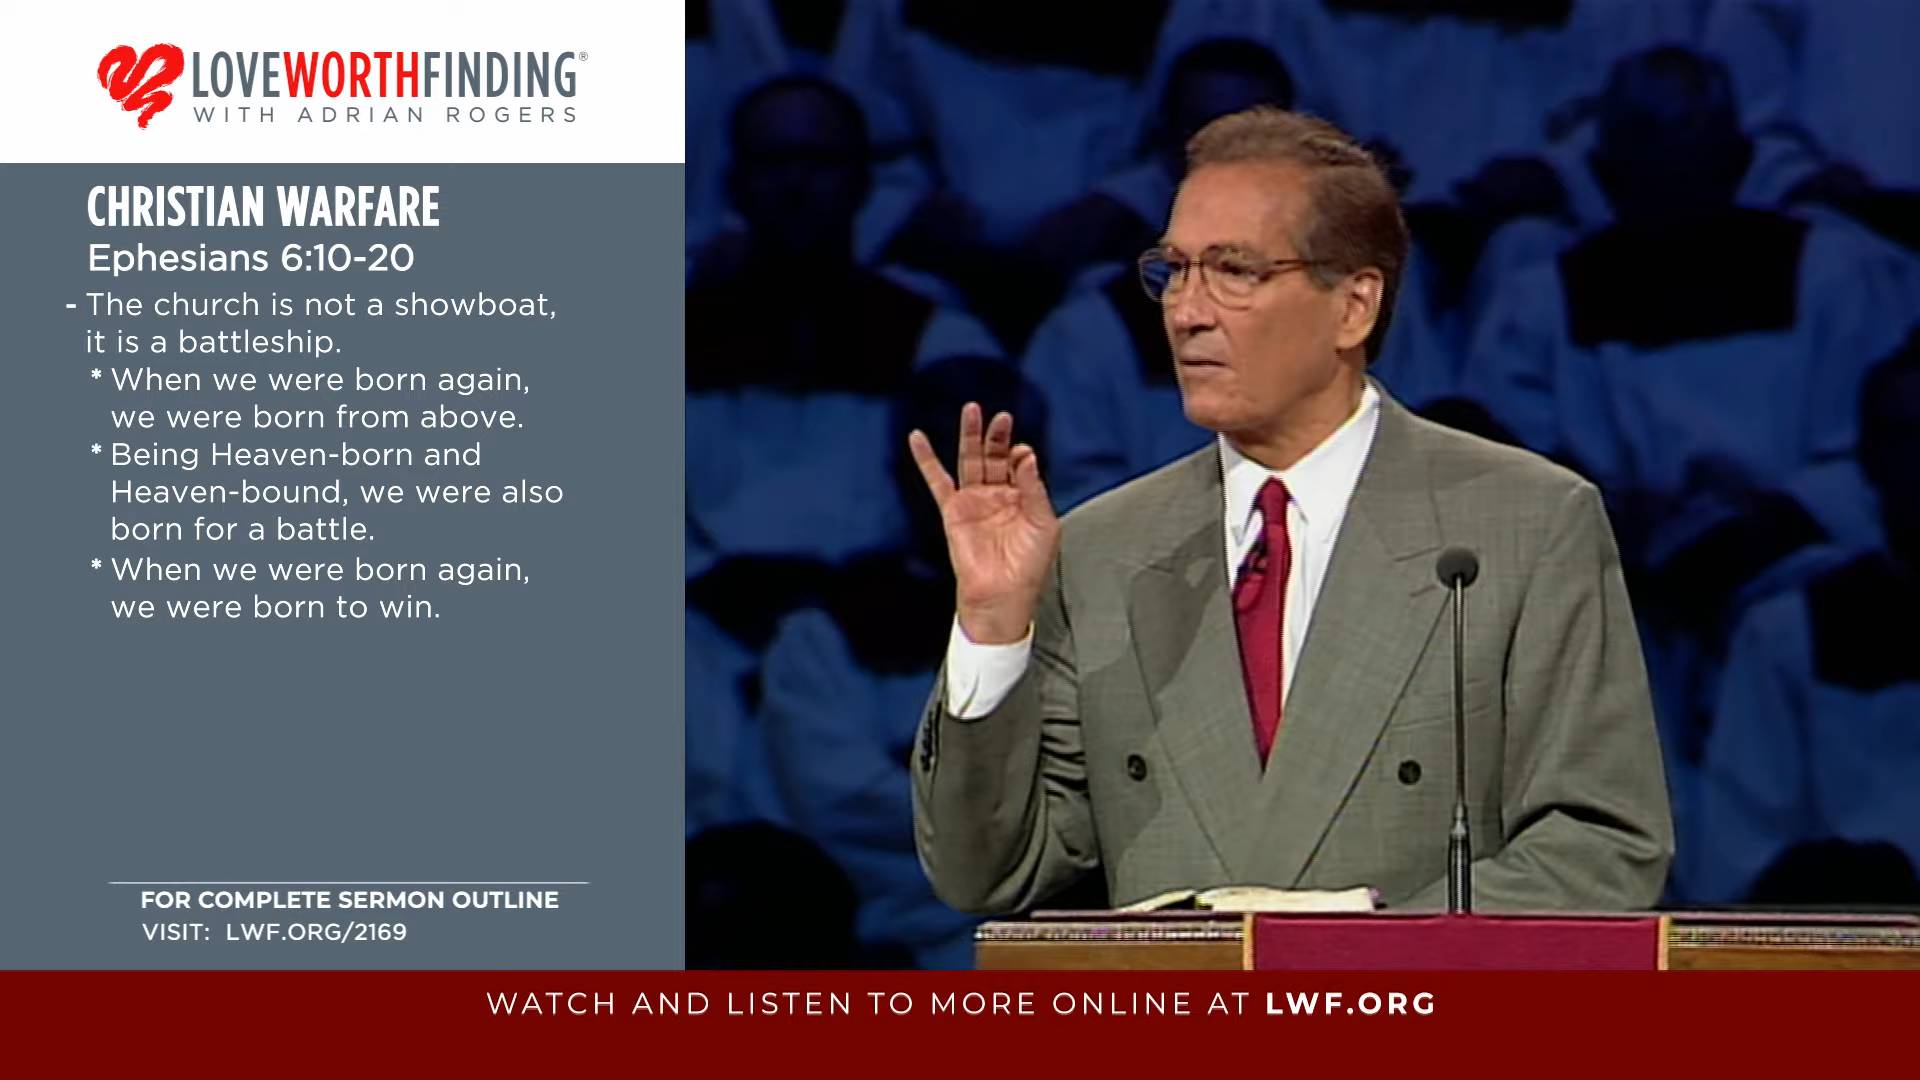 LOVEWORTHFINDING®
WITH ADRIAN ROGERS
CHRISTIAN WARFARE
Ephesians 6:10-20
- The church is not a showboat,
it is a battleship.
* When we were born again,
we were born from above.
* Being Heaven-born and
Heaven-bound, we were also
born for a battle.
* When we were born again,
we were born to win.
FOR COMPLETE SERMON OUTLINE
VISIT: LWF.ORG/2169
WATCH AND LISTEN TO MORE ONLINE AT LWF.ORG